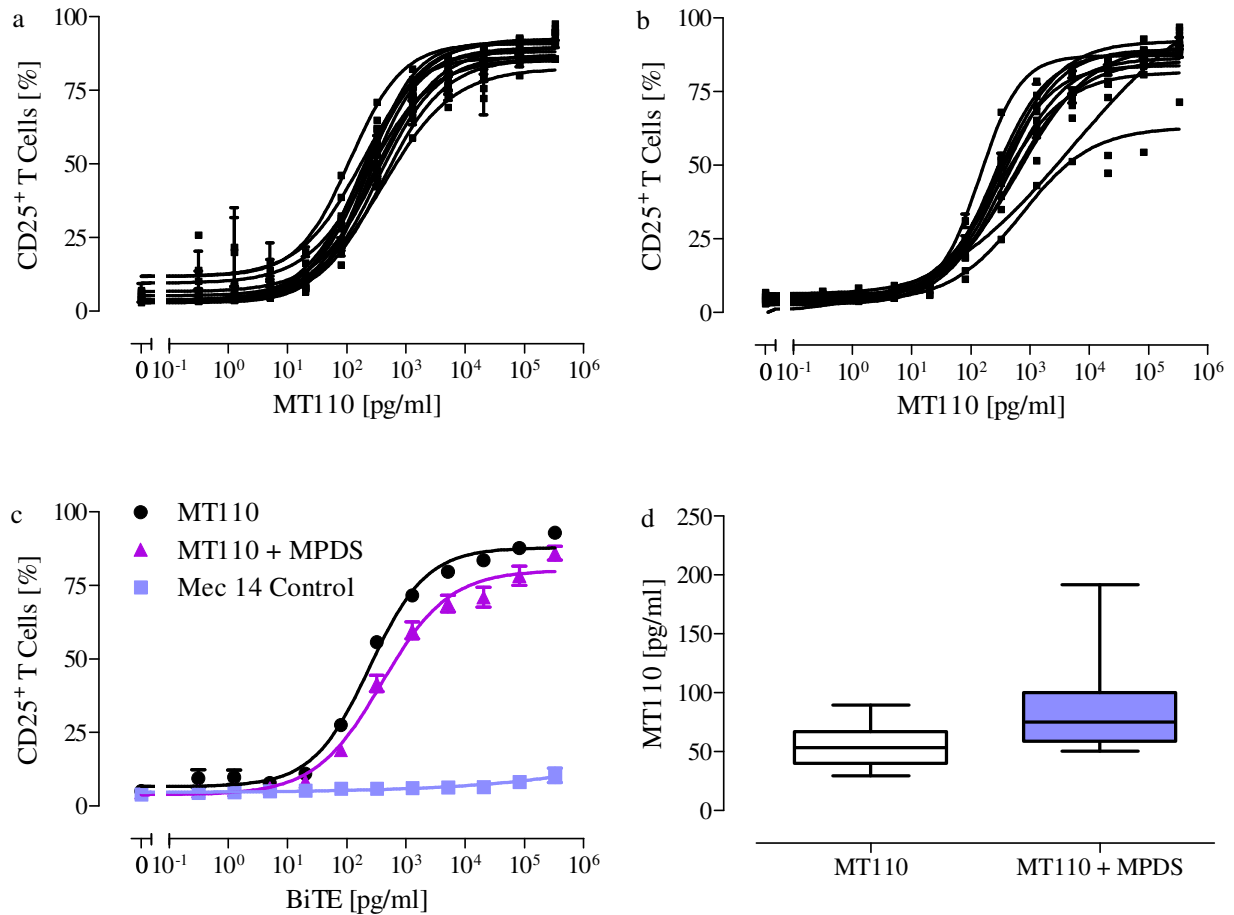 a
CD25⁺ T Cells [%]
100
75
50
25
0
0 10⁻¹ 10⁰ 10¹ 10² 10³ 10⁴ 10⁵ 10⁶
MT110 [pg/ml]
b
CD25⁺ T Cells [%]
100
75
50
25
0
0 10⁻¹ 10⁰ 10¹ 10² 10³ 10⁴ 10⁵ 10⁶
MT110 [pg/ml]
c
CD25⁺ T Cells [%]
100
75
50
25
0
MT110
MT110 + MPDS
Mec 14 Control
0 10⁻¹ 10⁰ 10¹ 10² 10³ 10⁴ 10⁵ 10⁶
BiTE [pg/ml]
d
MT110 [pg/ml]
250
200
150
100
50
0
MT110
MT110 + MPDS